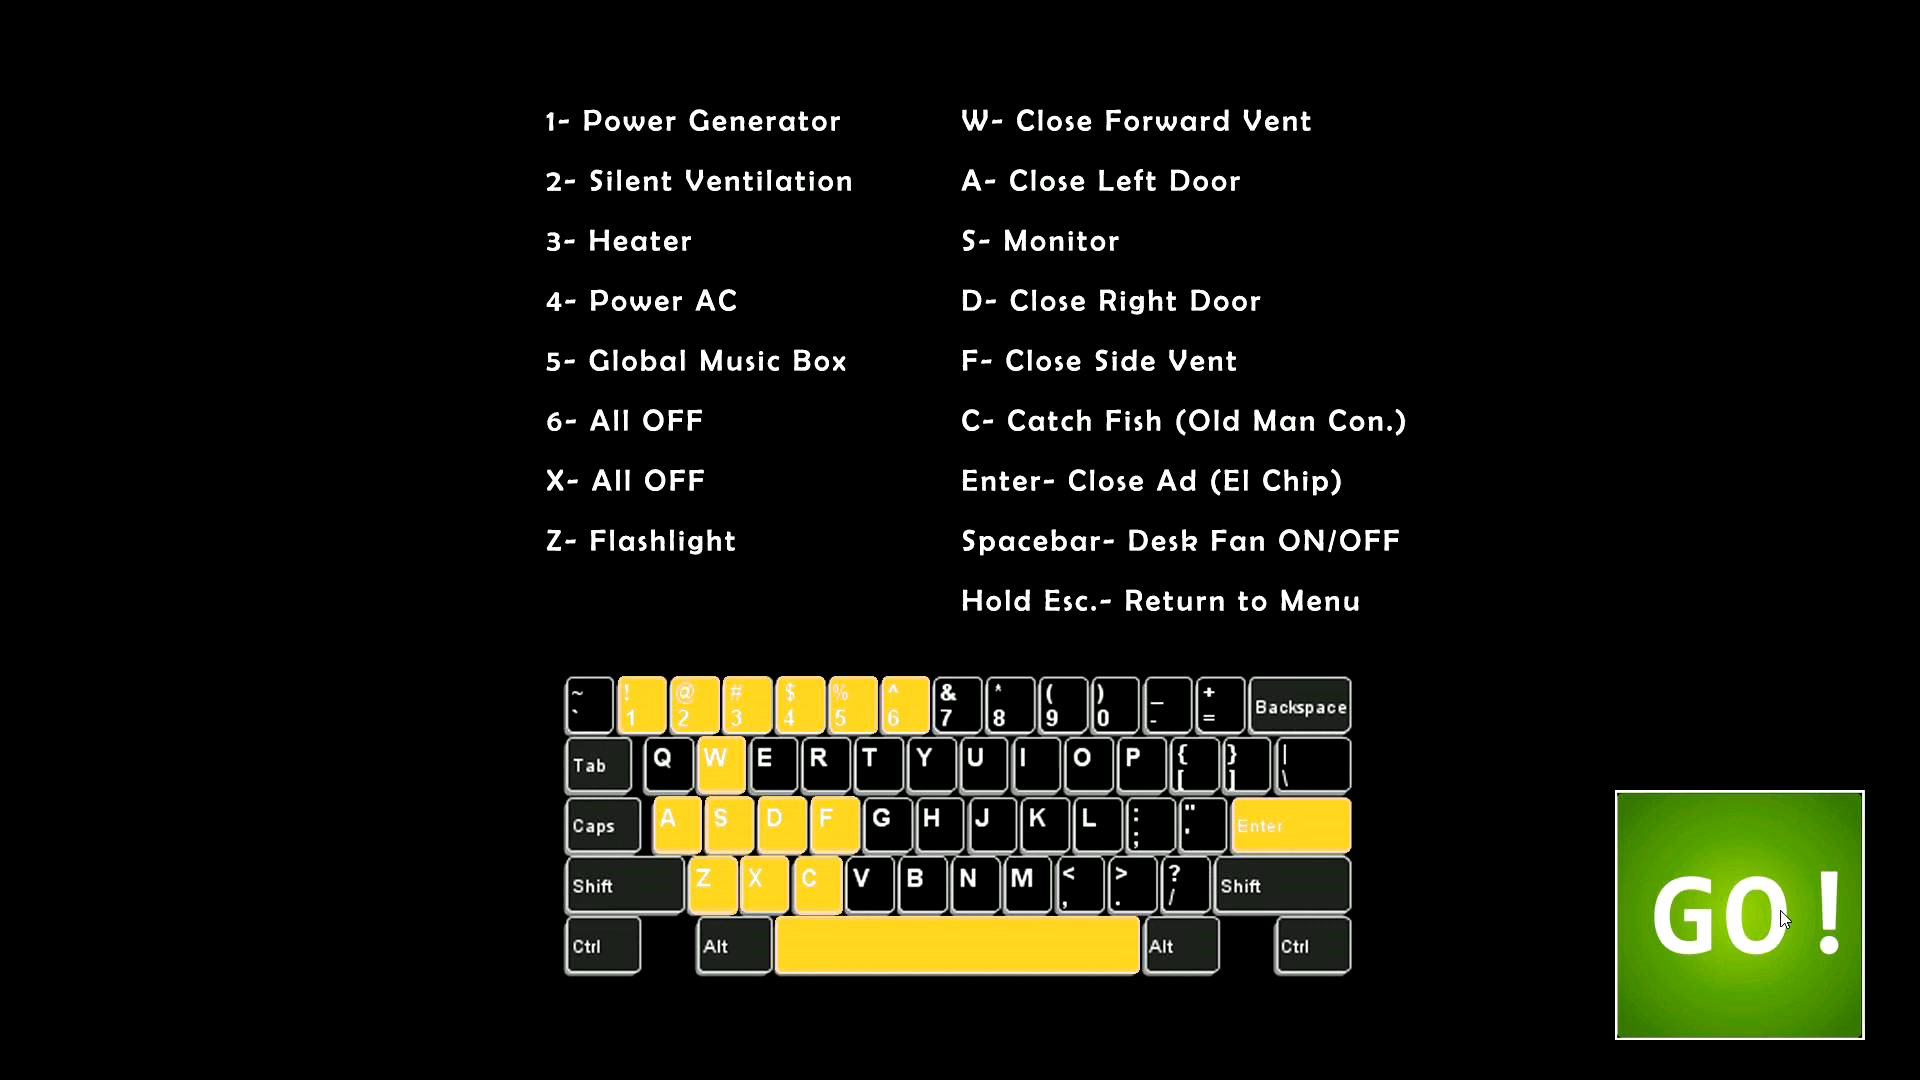 1- Power Generator
2- Silent Ventilation
3- Heater
4- Power AC
5- Global Music Box
6- All OFF
X- All OFF
Z- Flashlight
W- Close Forward Vent
A- Close Left Door
S- Monitor
D- Close Right Door
F- Close Side Vent
C- Catch Fish (Old Man Con.)
Enter- Close Ad (El Chip)
Spacebar- Desk Fan ON/OFF
Hold Esc.- Return to Menu
~ ! @ # $ % ^ & * ( ) _ +
` 1 2 3 4 5 6 7 8 9 0 - = Backspace
Tab Q W E R T Y U I O P { } |
[ ] \
Caps A S D F G H J K L : " Enter
; '
Shift Z X C V B N M < > ? Shift
, . /
Ctrl Alt Alt Ctrl
GO!